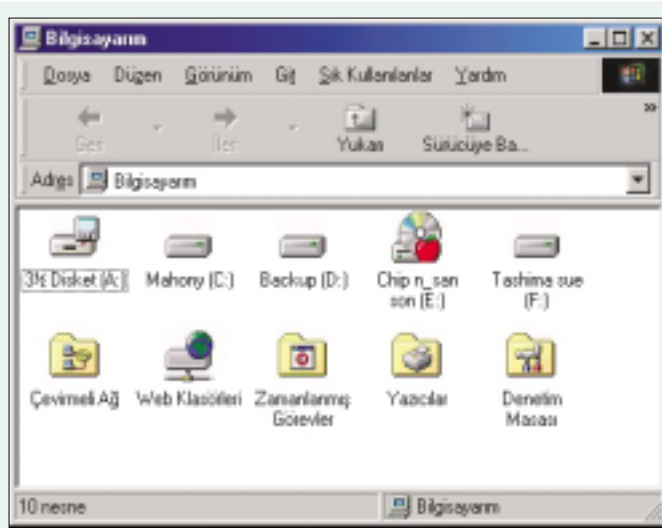 Bilgisayarım
Dosya Düzen Görünüm Git Sık Kullanılanlar Yardım
Geri İleri Yukarı Sürücüye Ba...
Adres Bilgisayarım
3½ Disket (A:) Mahony (C:) Backup (D:) Chip n_san Tashima sue
son (E:) (F:)
Çevirmeli Ağ Web Klasörleri Zamanlanmış Yazıcılar Denetim
Görevler Masası
10 nesne Bilgisayarım